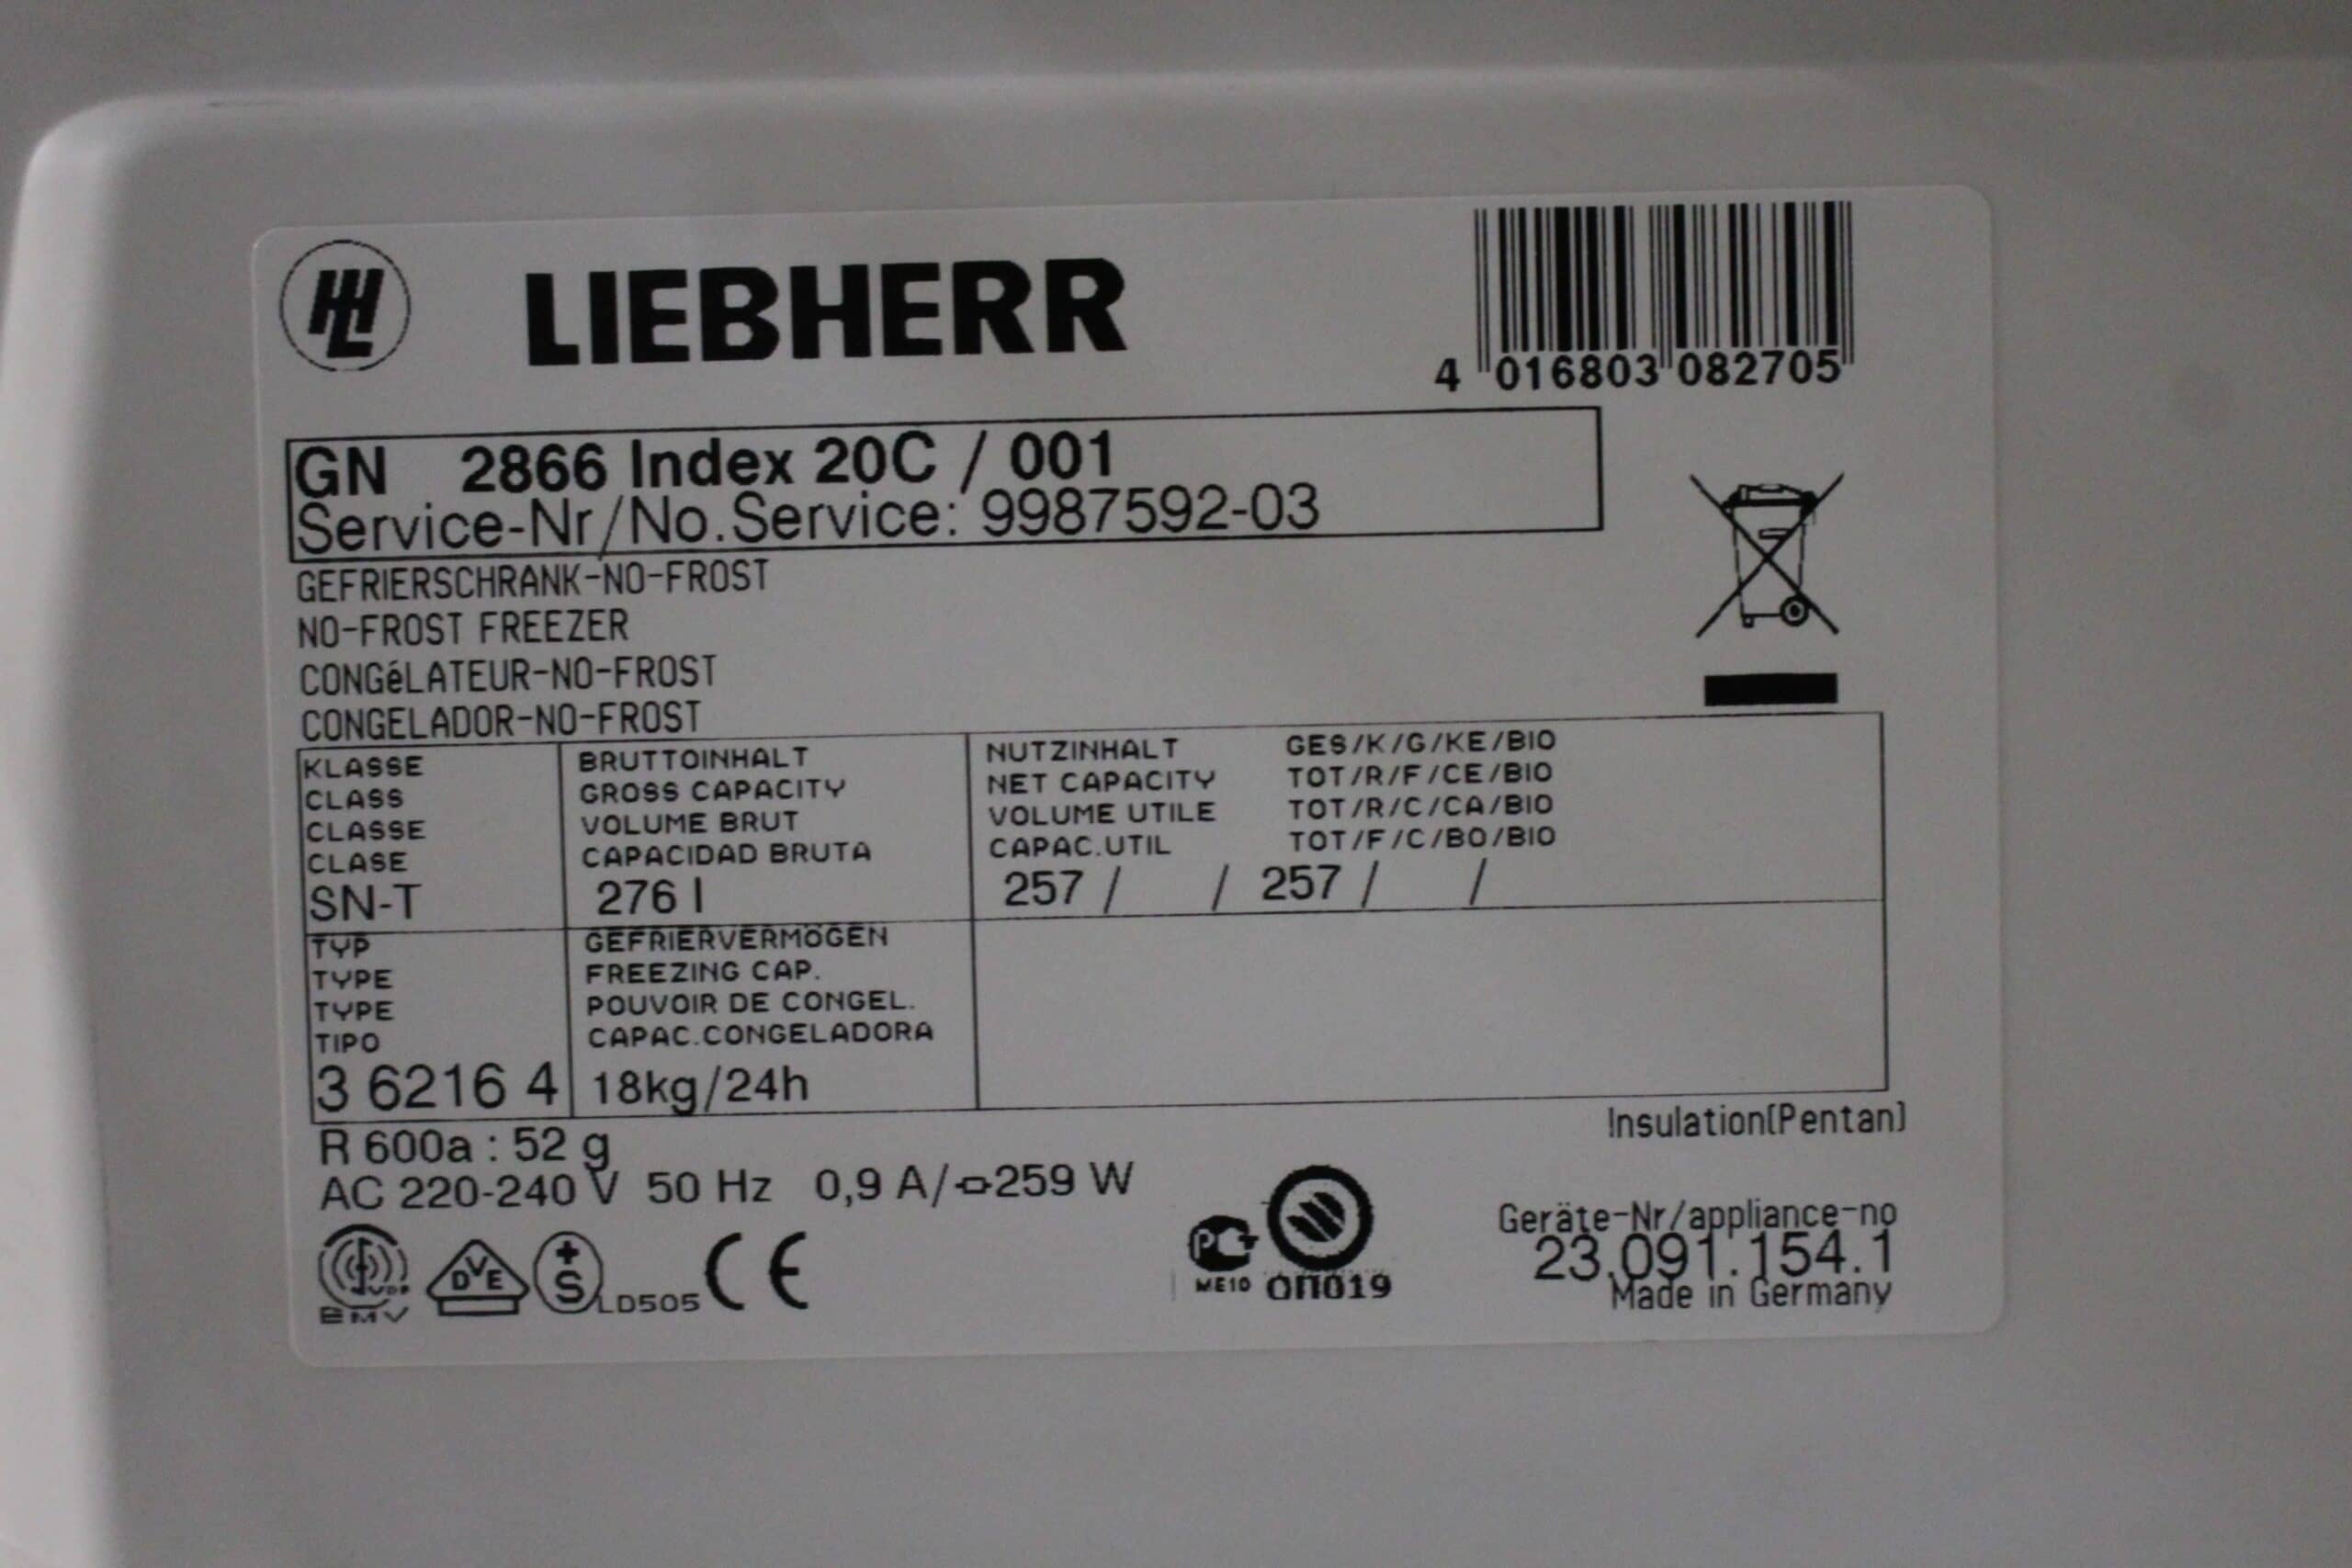 LIEBHERR
4 016803 082705
GN 2866 Index 20C / 001
Service-Nr/No.Service: 9987592-03
GEFRIERSCHRANK-NO-FROST
NO-FROST FREEZER
CONGéLATEUR-NO-FROST
CONGELADOR-NO-FROST
KLASSE
CLASS
CLASSE
CLASE
SN-T
BRUTTOINHALT
GROSS CAPACITY
VOLUME BRUT
CAPACIDAD BRUTA
276 l
NUTZINHALT GES/K/G/KE/BIO
NET CAPACITY TOT/R/F/CE/BIO
VOLUME UTILE TOT/R/C/CA/BIO
CAPAC.UTIL TOT/F/C/BO/BIO
257 / / 257 / /
TYP
TYPE
TYPE
TIPO
3 6216 4
GEFRIERVERMÖGEN
FREEZING CAP.
POUVOIR DE CONGEL.
CAPAC.CONGELADORA
18kg/24h
Insulation(Pentan)
R 600a : 52 g
AC 220-240 V 50 Hz 0,9 A/ 259 W
EMV
DVE
S
LD505
CE
ME10
ОП019
Geräte-Nr/appliance-no
23.091.154.1
Made in Germany